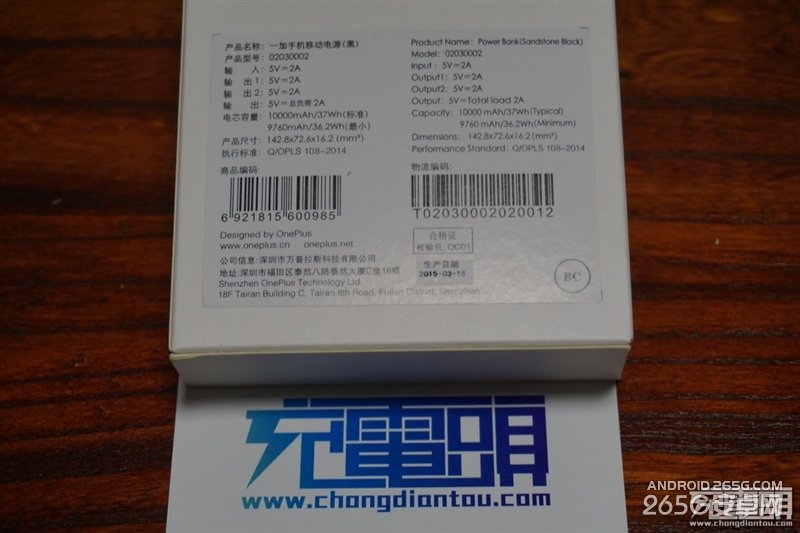 产品名称: 一加手机移动电源(黑)
产品型号: 02030002
输 入: 5V=2A
输 出1: 5V=2A
输 出2: 5V=2A
输 出: 5V=总负荷 2A
电芯容量: 10000mAh/37Wh(标准)
9760mAh/36.2Wh(最小)
产品尺寸: 142.8x72.6x16.2 (mm³)
执行标准: Q/OPLS 108-2014
商品编码:
6 921815 600985
Designed by OnePlus
www.oneplus.cn oneplus.net
公司信息:深圳市万普拉斯科技有限公司
地址:深圳市福田区泰然八路泰然大厦C座18楼
Shenzhen OnePlus Technology Ltd.
18F Tairan Building C, Tairan 8th Road, Futian District, Shenzhen
Product Name: Power Bank(Sandstone Black)
Model: 02030002
Input : 5V=2A
Output1: 5V=2A
Output2: 5V=2A
Output: 5V=Total load 2A
Capacity: 10000 mAh/37Wh(Typical)
9760 mAh/36.2Wh(Minimum)
Dimensions: 142.8x72.6x16.2 (mm³)
Performance Standard: Q/OPLS 108-2014
物流编码:
T02030002020012
合格证
检验员: QC01
生产日期
2015-03-16
BC
充電頭
www.chongdiantou.com
ANDROID.265G.COM
265G安卓网
www.chongdiantou.com